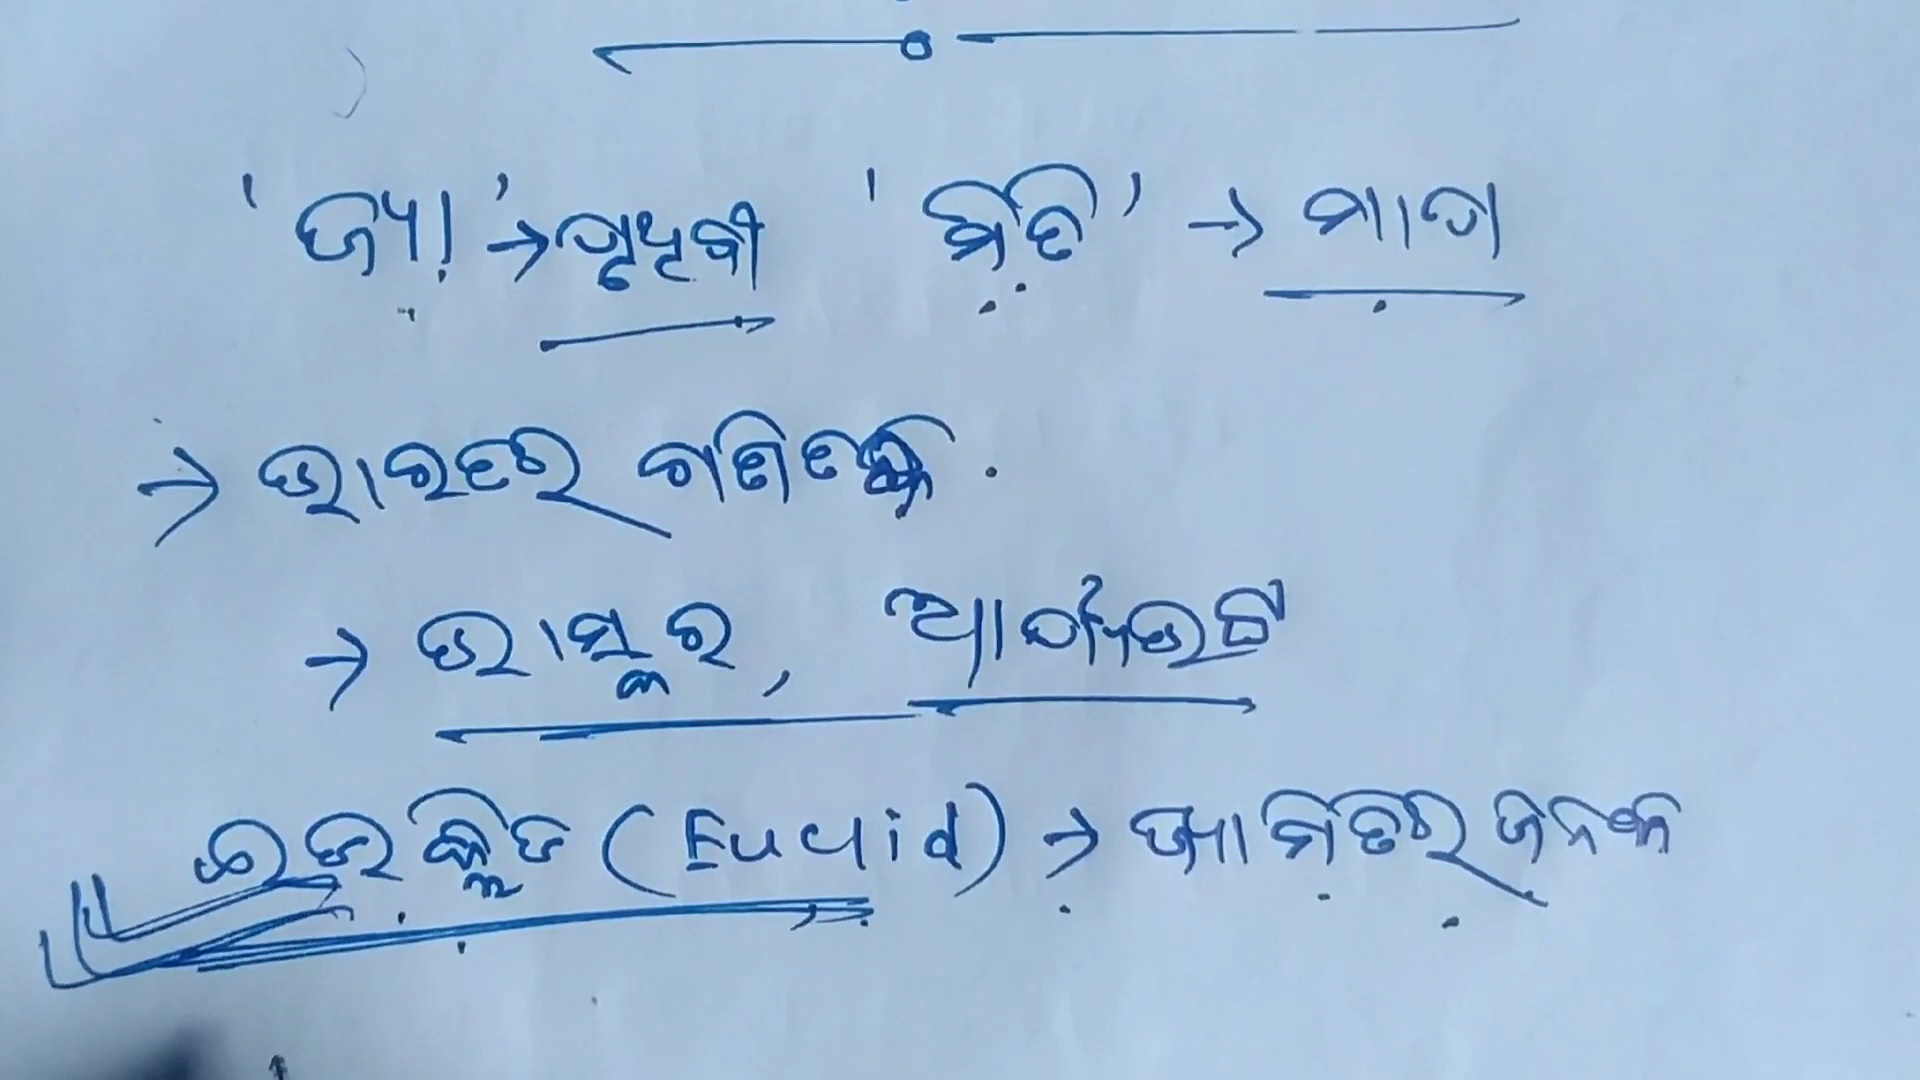 'ଜ୍ୟା' → ପୃଥିବୀ 'ମିତି' → ମାପ
→ ଭାରତରେ ଗଣିତଜ୍ଞ.
→ ଭାସ୍କର, ଆର୍ଯ୍ୟଭଟ୍ଟ
ଇଉକ୍ଲିଡ (Euclid) → ଜ୍ୟାମିତିର ଜନକ